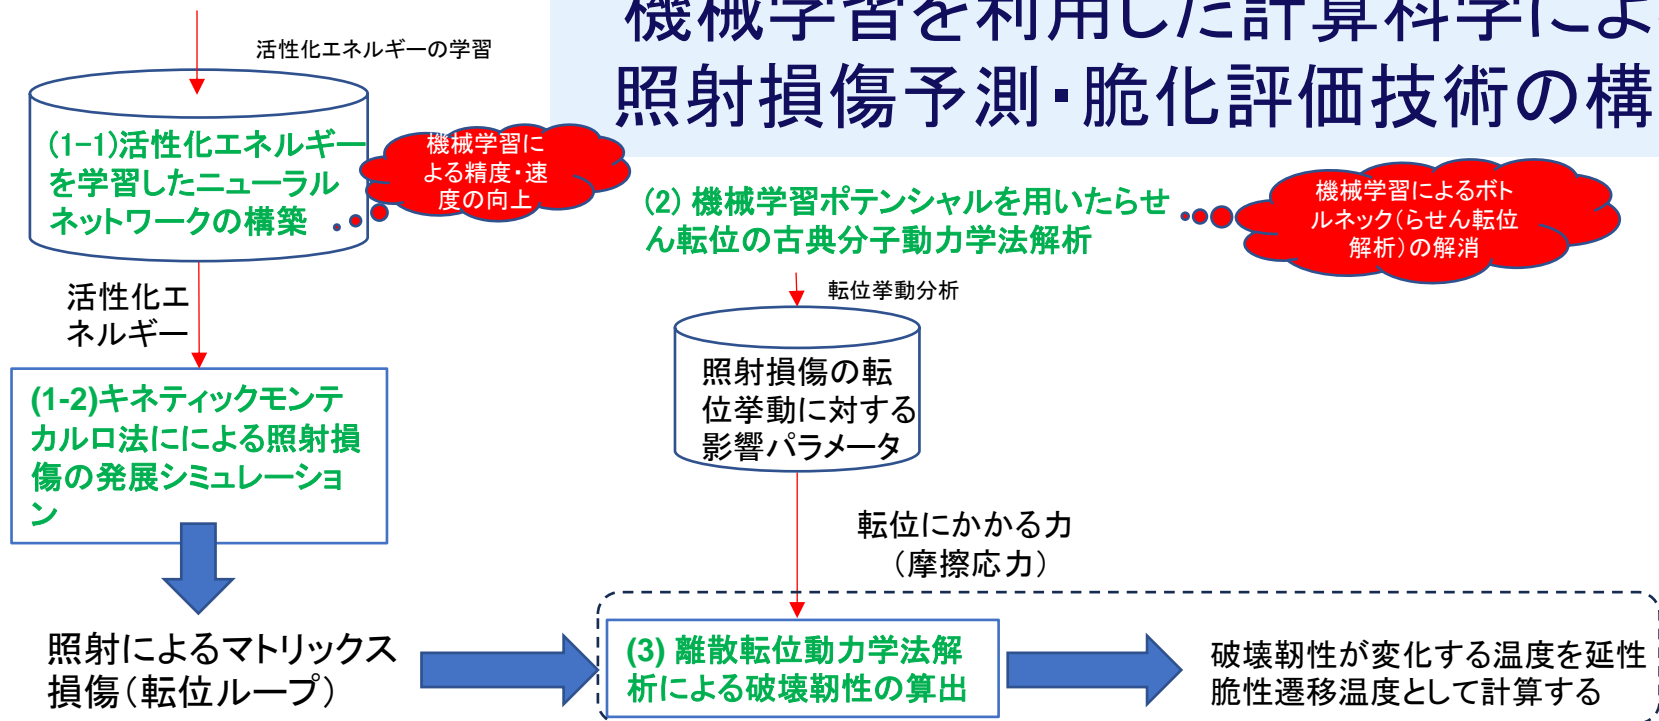 機械学習を利用した計算科学によ
照射損傷予測・脆化評価技術の構
活性化エネルギーの学習
(1-1)活性化エネルギー
を学習したニューラル
ネットワークの構築
機械学習に
よる精度・速
度の向上
活性化エ
ネルギー
(1-2)キネティックモンテ
カルロ法にによる照射損
傷の発展シミュレーショ
ン
照射によるマトリックス
損傷（転位ループ）
(2) 機械学習ポテンシャルを用いたらせ
ん転位の古典分子動力学法解析
機械学習によるボト
ルネック（らせん転位
解析）の解消
転位挙動分析
照射損傷の転
位挙動に対する
影響パラメータ
転位にかかる力
（摩擦応力）
(3) 離散転位動力学法解
析による破壊靭性の算出
破壊靭性が変化する温度を延性
脆性遷移温度として計算する